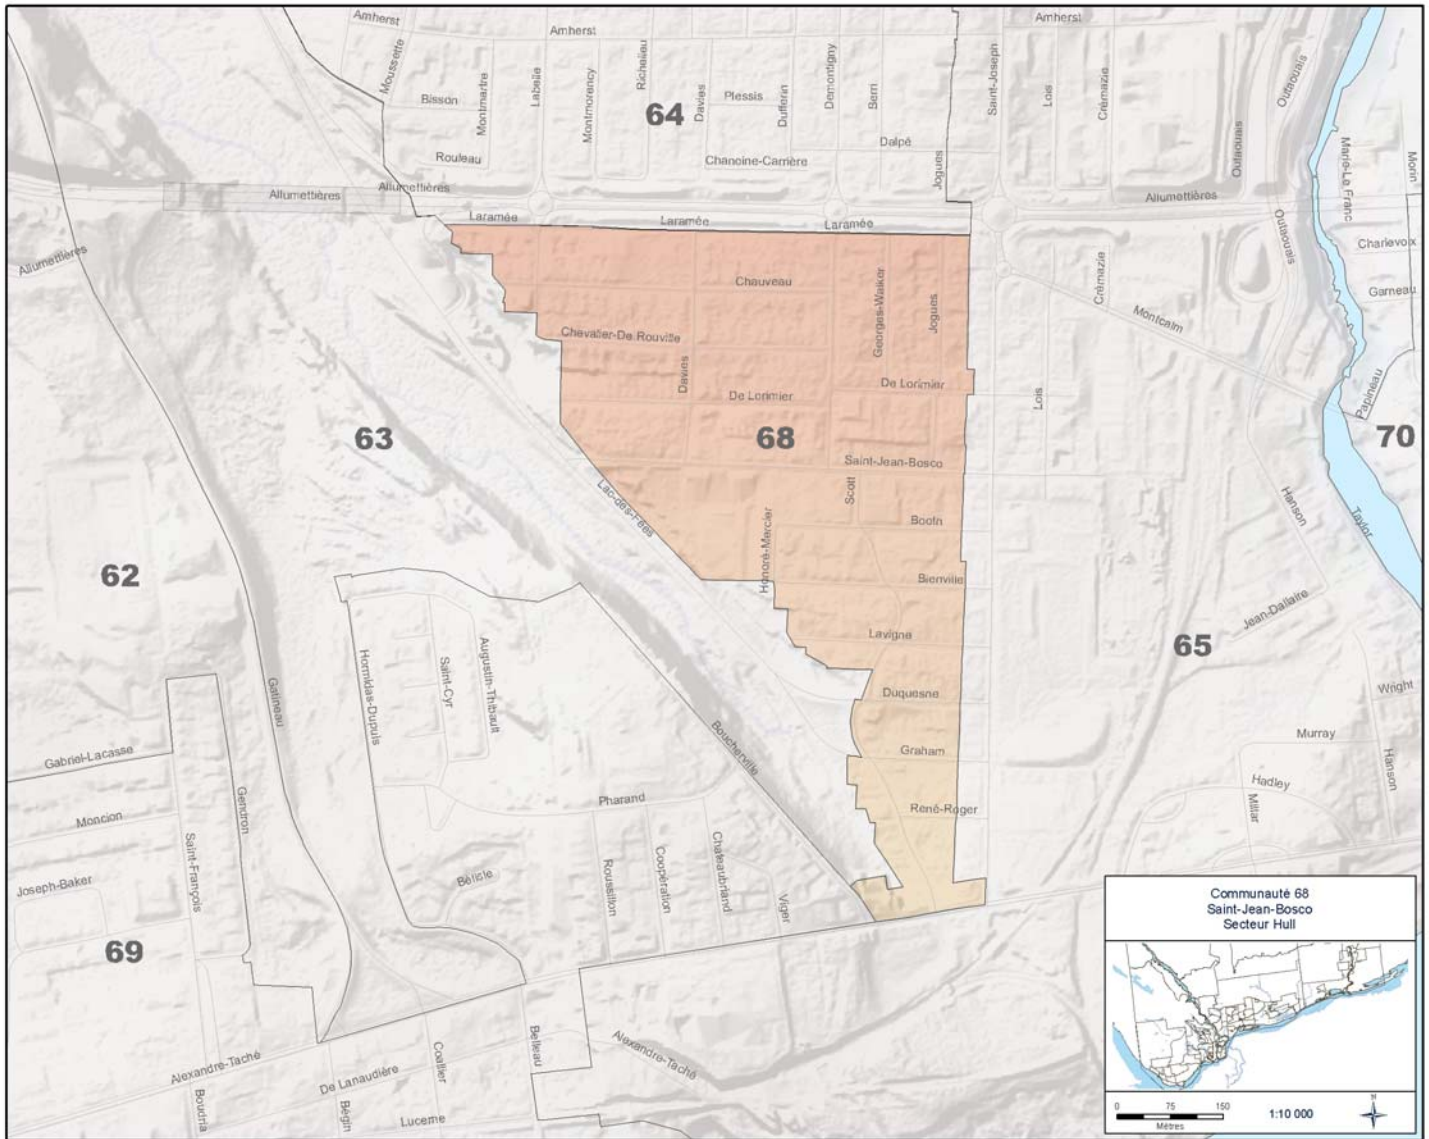 Amherst
Amherst
Amherst
Moussette
Bisson
Montmartre
Labelle
Montmorency
Richelieu
64
Davies
Plessis
Dufferin
Demontigny
Berri
Saint-Joseph
Lois
Crémazie
Outaouais
Outaouais
Rouleau
Chanoine-Carrière
Dalpé
Jogues
Marie-Le Franc
Morin
Allumettières
Allumettières
Allumettières
Laramée
Laramée
Laramée
Outaouais
Charlevoix
Allumettières
Chauveau
Georges-Walker
Jogues
Crémazie
Garneau
Montcalm
Chevalier-De Rouville
Davies
De Lorimier
De Lorimier
Lois
Papineau
63
68
70
Saint-Jean-Bosco
Lac-des-Fées
Scott
Honoré-Mercier
Booth
Hanson
Taylor
62
Bienville
Jean-Dallaire
Lavigne
65
Hormidas-Dupuis
Saint-Cyr
Augustin-Thibault
Gatineau
Duquesne
Wright
Boucherville
Graham
Murray
Hanson
Gabriel-Lacasse
Hadley
Millar
Gendron
Pharand
René-Roger
Moncion
Saint-François
Roussillon
Coopération
Chateaubriand
Viger
Joseph-Baker
Bélisle
69
Communauté 68
Saint-Jean-Bosco
Secteur Hull
Alexandre-Taché
Alexandre-Taché
Belleau
Coallier
De Lanaudière
Boudria
Bégin
Lucerne
0 75 150
Mètres
1:10 000
N